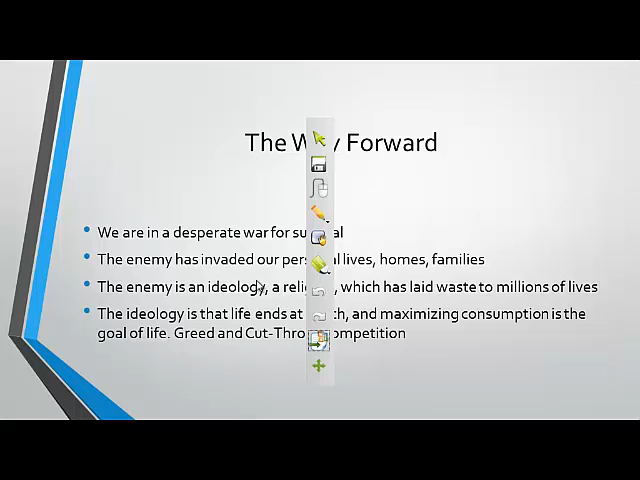 The W y Forward
We are in a desperate war for su al
The enemy has invaded our pers l lives, homes, families
The enemy is an ideology, a reli , which has laid waste to millions of lives
The ideology is that life ends at th, and maximizing consumption is the
goal of life. Greed and Cut-Thro ompetition